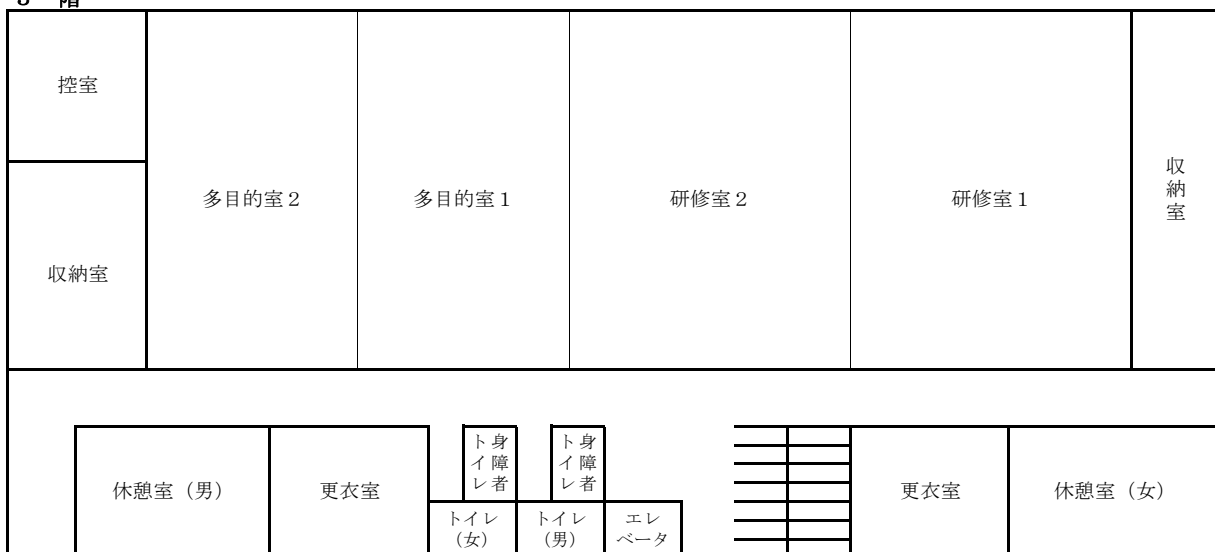 控室
収納室
多目的室２
多目的室１
研修室２
研修室１
収納室
休憩室（男）
更衣室
身障者
トイレ
身障者
トイレ
トイレ
（女）
トイレ
（男）
エレ
ベータ
更衣室
休憩室（女）